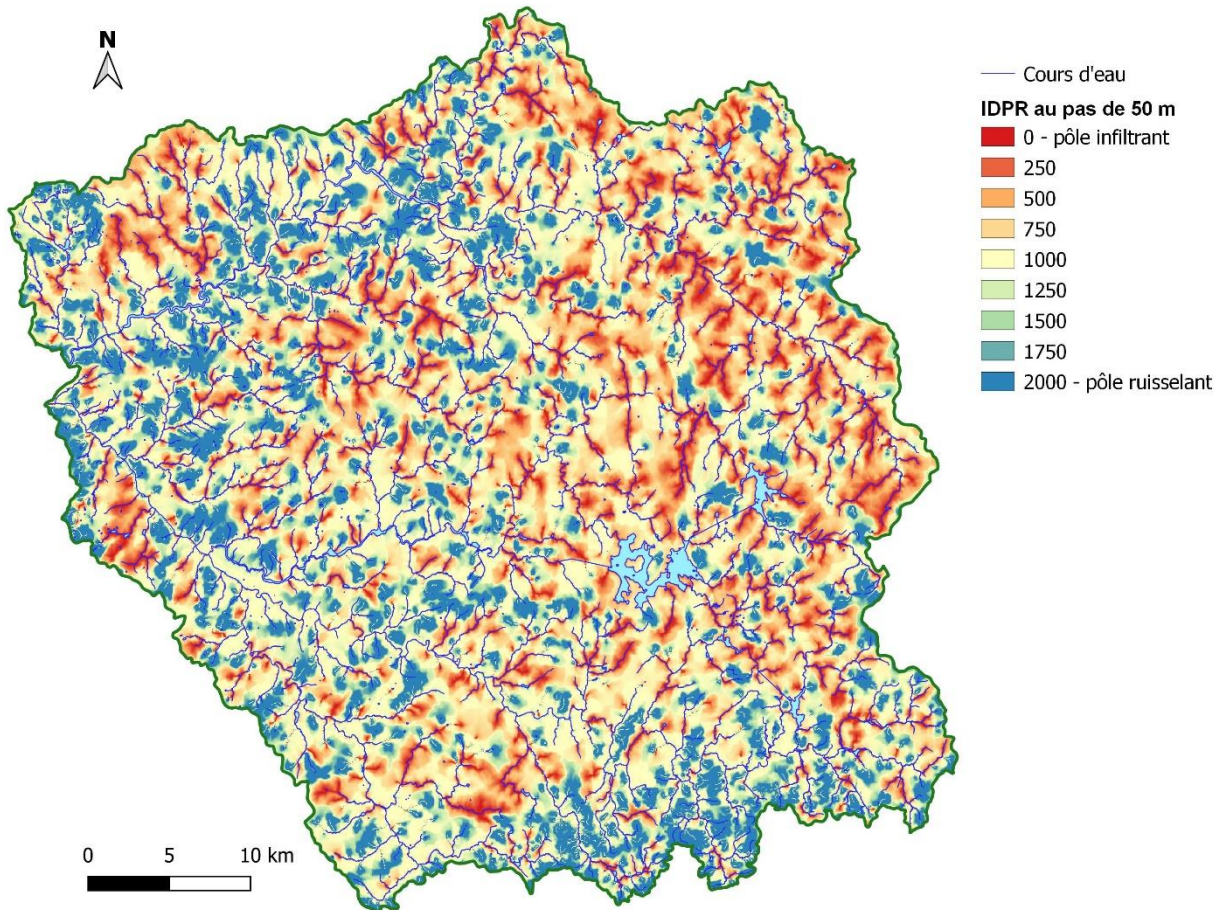 N
Cours d'eau
IDPR au pas de 50 m
0 - pôle infiltrant
250
500
750
1000
1250
1500
1750
2000 - pôle ruisselant
0 5 10 km